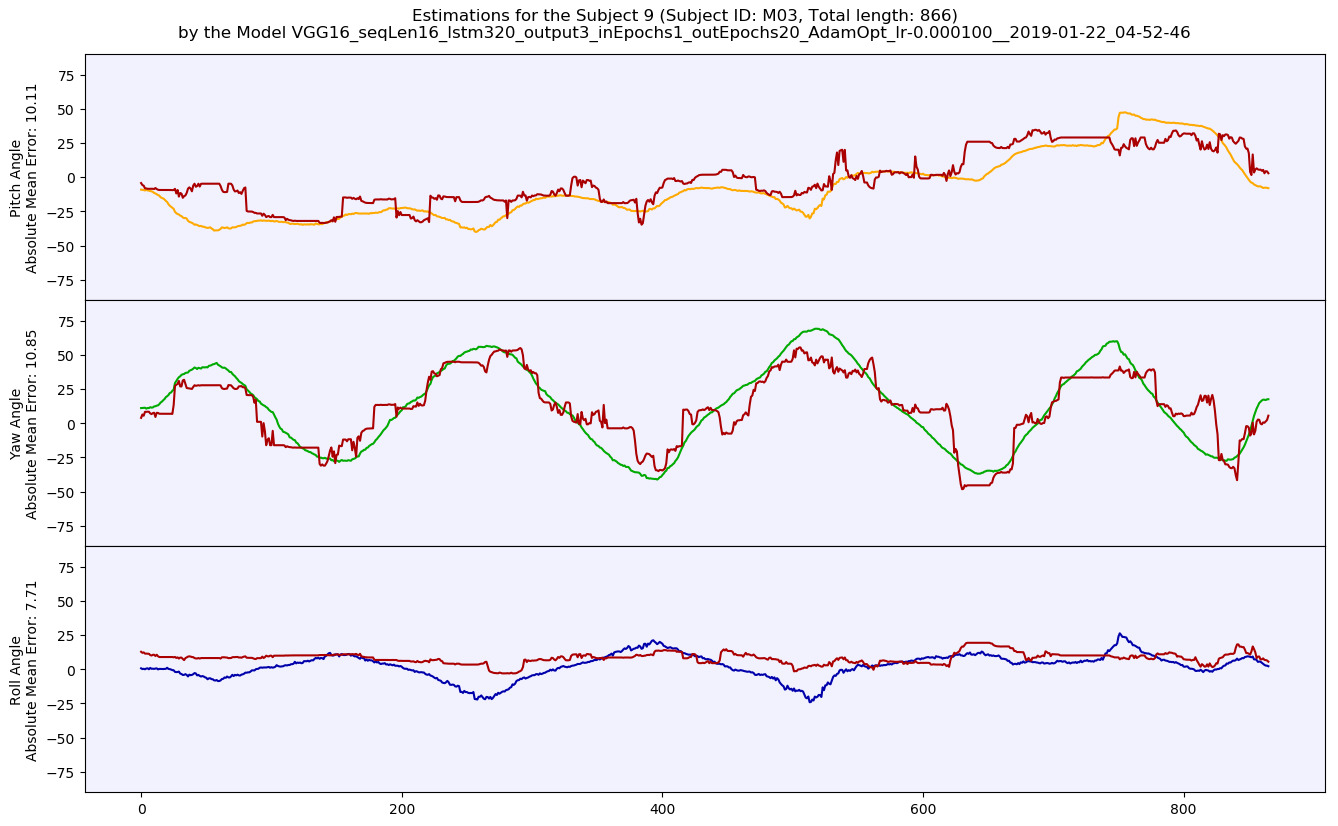 Estimations for the Subject 9 (Subject ID: M03, Total length: 866)
by the Model VGG16_seqLen16_lstm320_output3_inEpochs1_outEpochs20_AdamOpt_lr-0.000100__2019-01-22_04-52-46
Pitch Angle
Absolute Mean Error: 10.11
75
50
25
0
−25
−50
−75
Yaw Angle
Absolute Mean Error: 10.85
75
50
25
0
−25
−50
−75
Roll Angle
Absolute Mean Error: 7.71
75
50
25
0
−25
−50
−75
0 200 400 600 800